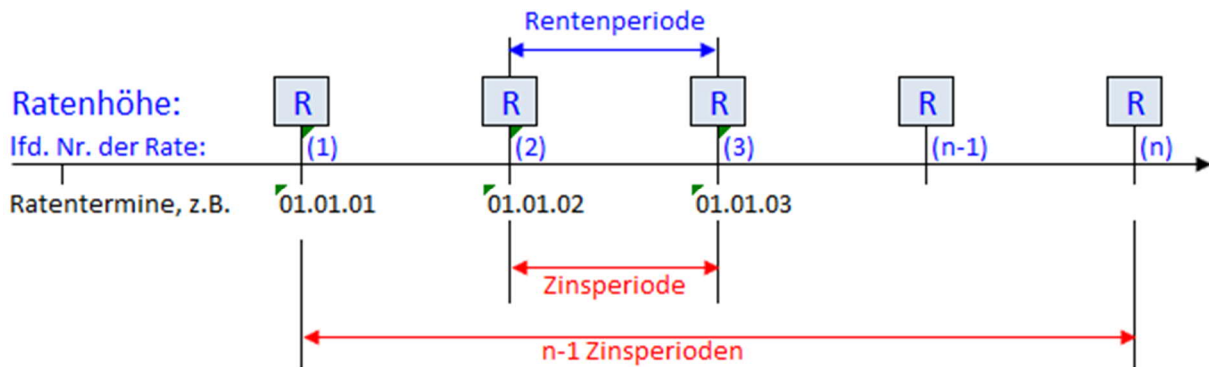 Rentenperiode
Ratenhöhe: R R R R R
lfd. Nr. der Rate: (1) (2) (3) (n-1) (n)
Ratentermine, z.B. 01.01.01 01.01.02 01.01.03
Zinsperiode
n-1 Zinsperioden